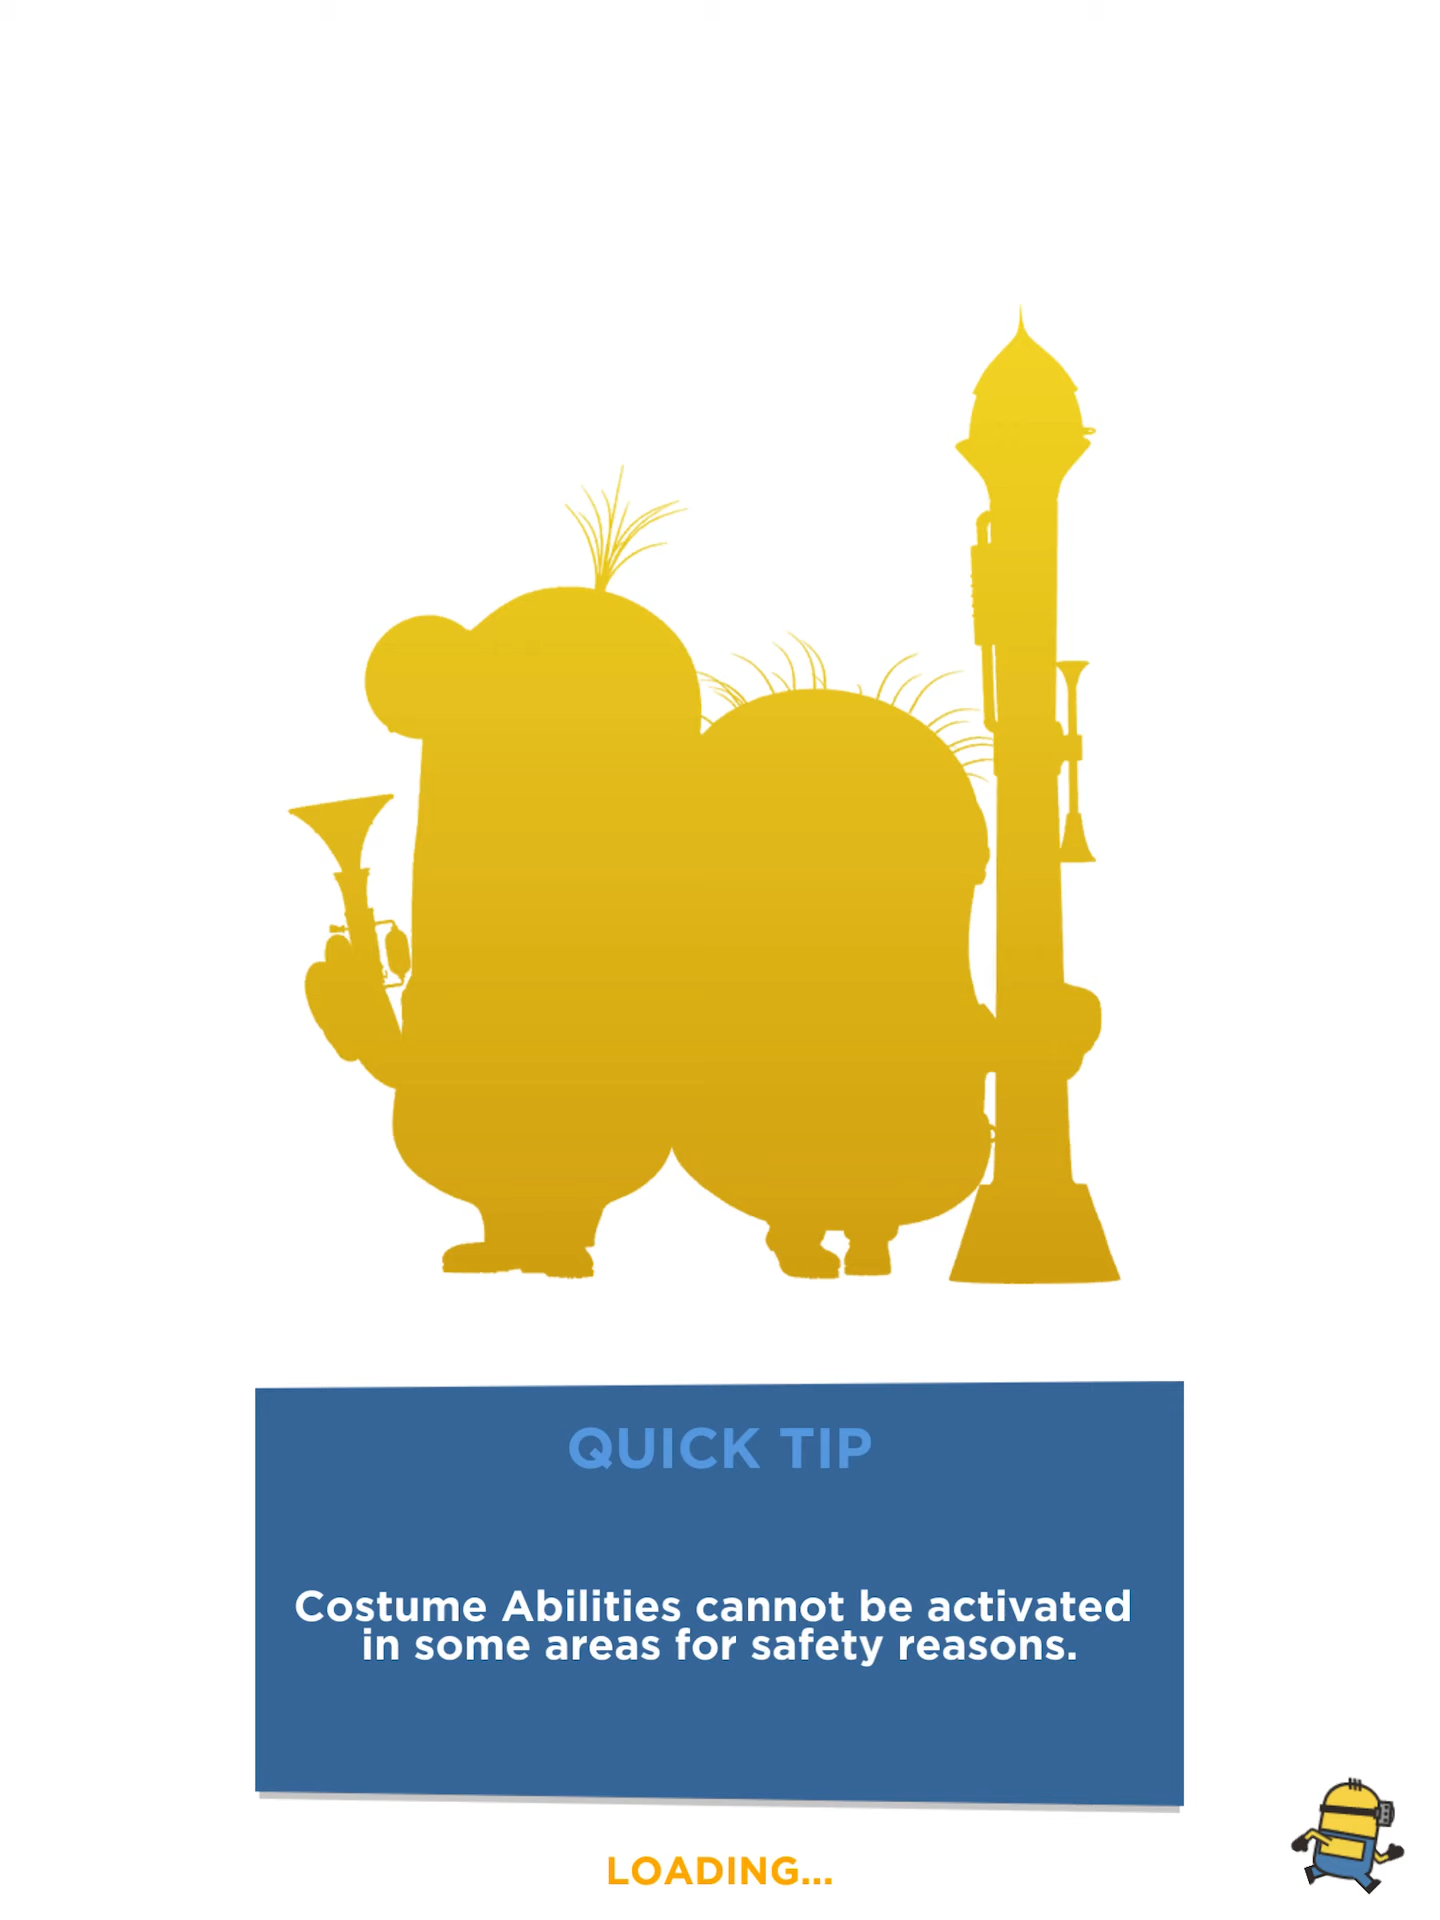 QUICK TIP
Costume Abilities cannot be activated
in some areas for safety reasons.
LOADING...